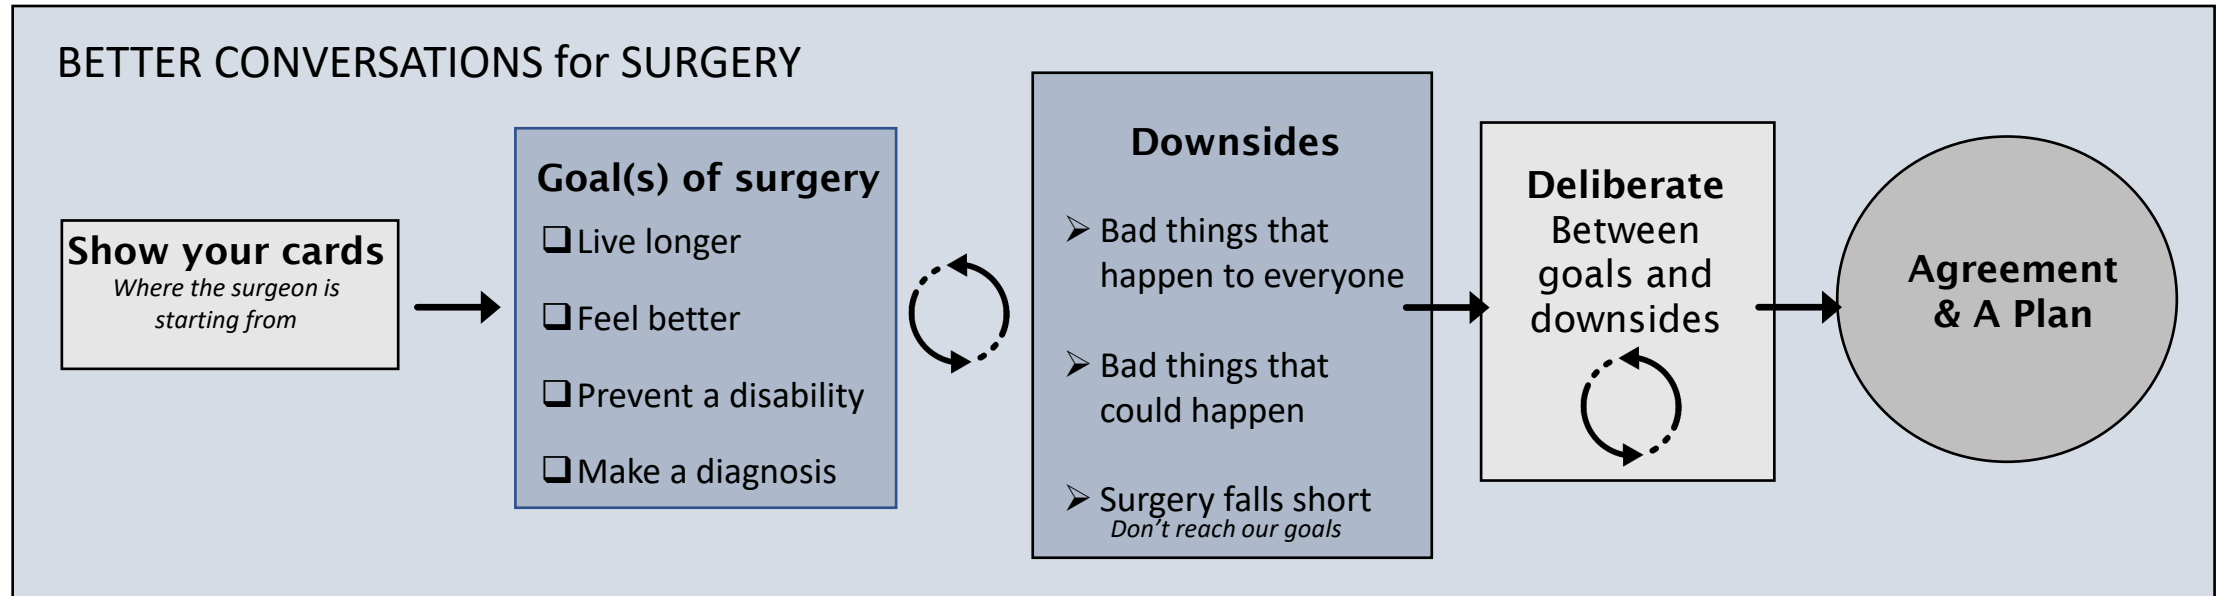 BETTER CONVERSATIONS for SURGERY
Show your cards
Where the surgeon is
starting from
Goal(s) of surgery
Live longer
Feel better
Prevent a disability
Make a diagnosis
Downsides
Bad things that
happen to everyone
Bad things that
could happen
Surgery falls short
Don't reach our goals
Deliberate
Between
goals and
downsides
Agreement
& A Plan